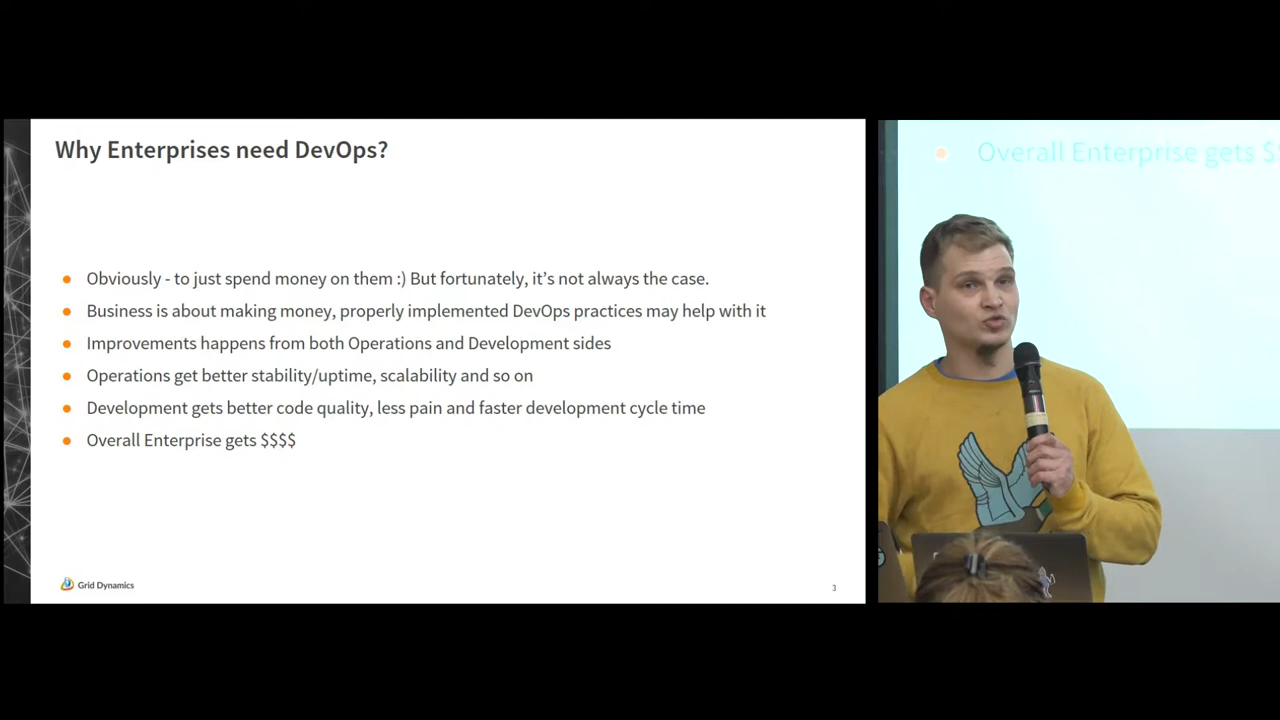 Why Enterprises need DevOps?
Obviously - to just spend money on them :) But fortunately, it's not always the case.
Business is about making money, properly implemented DevOps practices may help with it
Improvements happens from both Operations and Development sides
Operations get better stability/uptime, scalability and so on
Development gets better code quality, less pain and faster development cycle time
Overall Enterprise gets $$$$
Grid Dynamics
3
Overall Enterprise gets $